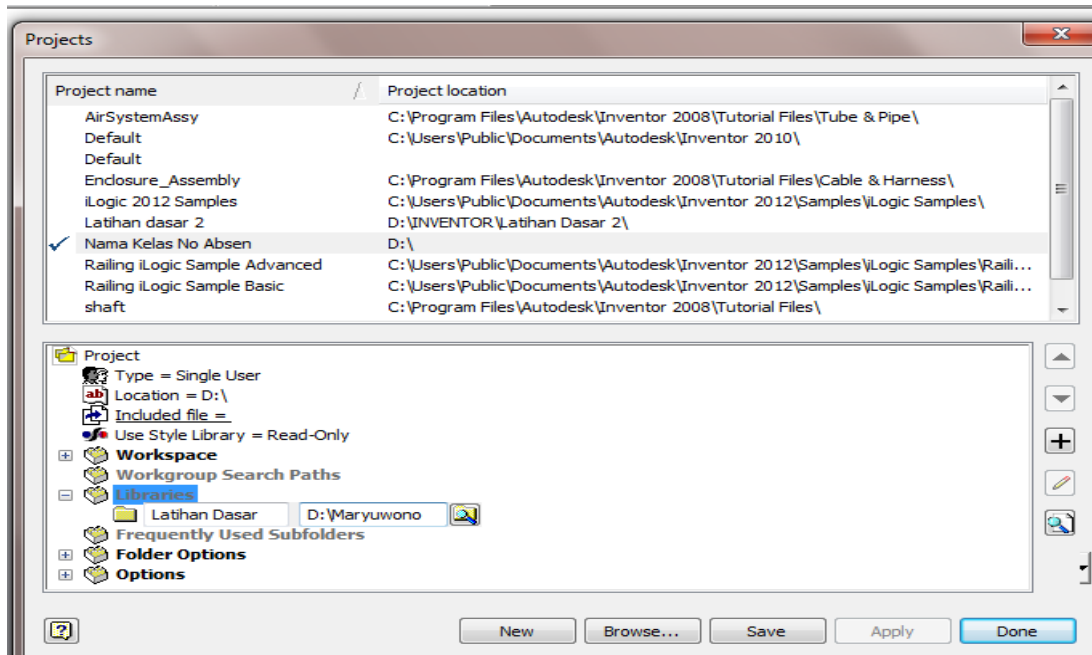 Projects
Project name Project location
AirSystemAssy C:\Program Files\Autodesk\Inventor 2008\Tutorial Files\Tube & Pipe\
Default C:\Users\Public\Documents\Autodesk\Inventor 2010\
Default
Enclosure_Assembly C:\Program Files\Autodesk\Inventor 2008\Tutorial Files\Cable & Harness\
iLogic 2012 Samples C:\Users\Public\Documents\Autodesk\Inventor 2012\Samples\iLogic Samples\
Latihan dasar 2 D:\INVENTOR\Latihan Dasar 2\
Nama Kelas No Absen D:\
Railing iLogic Sample Advanced C:\Users\Public\Documents\Autodesk\Inventor 2012\Samples\iLogic Samples\Raili...
Railing iLogic Sample Basic C:\Users\Public\Documents\Autodesk\Inventor 2012\Samples\iLogic Samples\Raili...
shaft C:\Program Files\Autodesk\Inventor 2008\Tutorial Files\
Project
Type = Single User
Location = D:\
Included file =
Use Style Library = Read-Only
Workspace
Workgroup Search Paths
Libraries
Latihan Dasar D:\Maryuwono
Frequently Used Subfolders
Folder Options
Options
New Browse... Save Apply Done